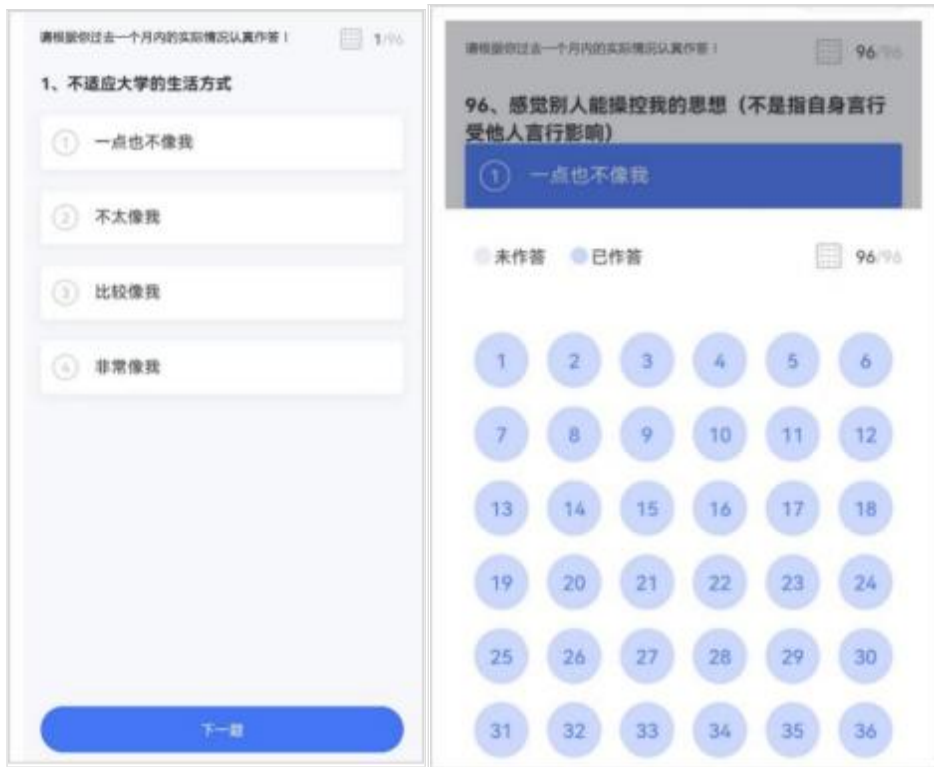 请根据你过去一个月内的实际情况认真作答！
1/96
1、不适应大学的生活方式
1 一点也不像我
2 不太像我
3 比较像我
4 非常像我
下一题
请根据你过去一个月内的实际情况认真作答！
96/96
96、感觉别人能操控我的思想（不是指自身言行
受他人言行影响）
1 一点也不像我
未作答 已作答 96/96
1 2 3 4 5 6
7 8 9 10 11 12
13 14 15 16 17 18
19 20 21 22 23 24
25 26 27 28 29 30
31 32 33 34 35 36